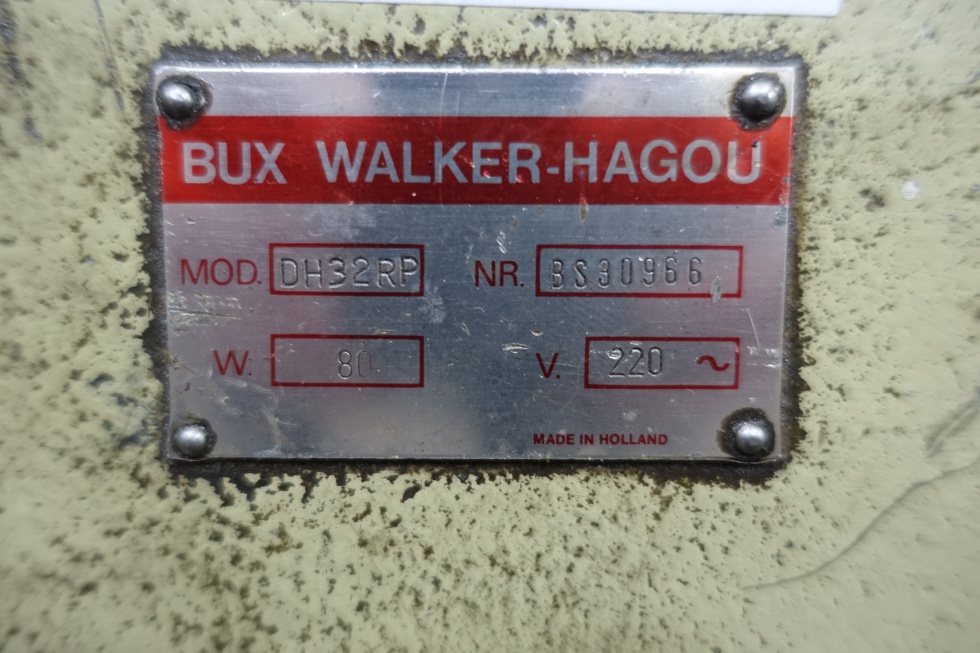 BUX WALKER-HAGOU
MOD. DH32RP NR. BS30966
W. 80 V. 220 ~
MADE IN HOLLAND